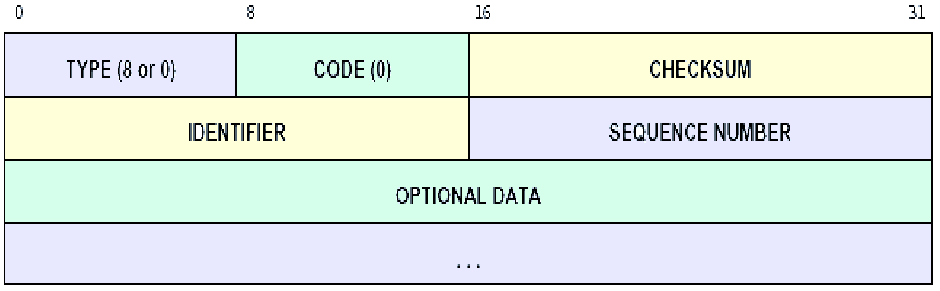 0 8 16 31
TYPE (8 or 0) CODE (0) CHECKSUM
IDENTIFIER SEQUENCE NUMBER
OPTIONAL DATA
...